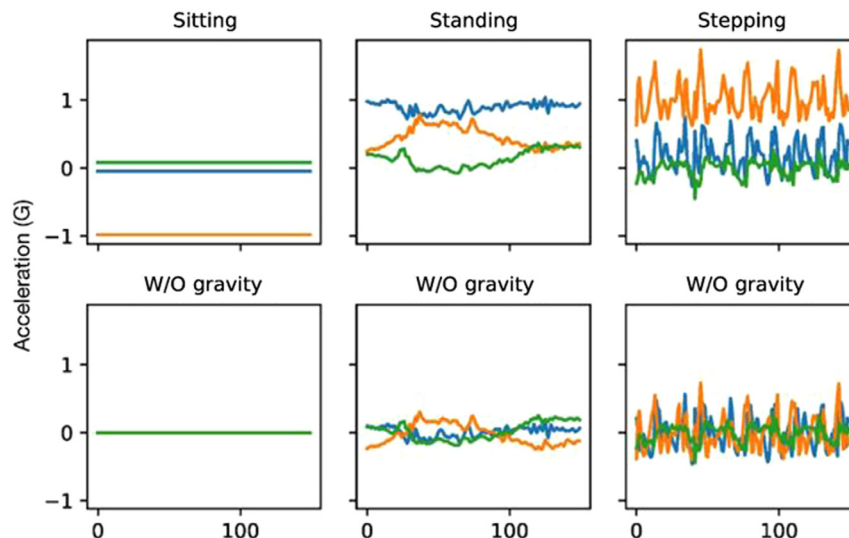 Sitting Standing Stepping
1
0
−1
0 100 0 100 0 100
W/O gravity W/O gravity W/O gravity
1
0
−1
Acceleration (G)